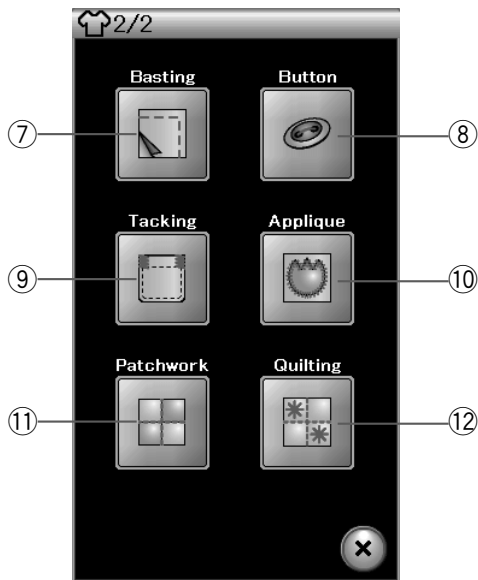 2/2
Basting Button
⑦ ⑧
Tacking Applique
⑨ ⑩
Patchwork Quilting
⑪ ⑫